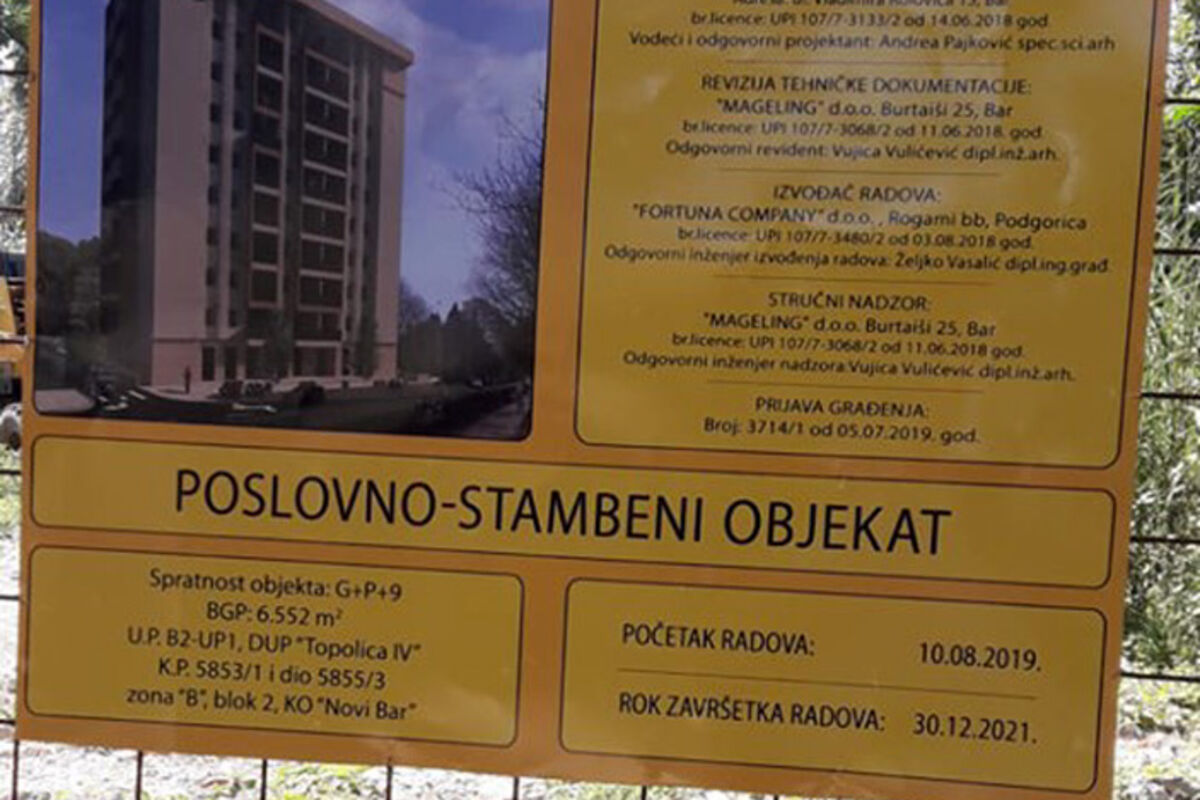 br.licence: UPI 107/7-3133/2 od 14.06.2018 god.
Vodeći i odgovorni projektant: Andrea Pajković spec.sci.arh
REVIZIJA TEHNIČKE DOKUMENTACIJE:
"MAGELING" d.o.o. Burtaiši 25, Bar
br.licence: UPI 107/7-3068/2 od 11.06.2018. god.
Odgovorni revident: Vujica Vulićević dipl.inž.arh.
IZVOĐAČ RADOVA:
"FORTUNA COMPANY" d.o.o. , Rogami bb, Podgorica
br.licence: UPI 107/7-3480/2 od 03.08.2018 god.
Odgovorni inženjer izvođenja radova: Željko Vasalić dipl.ing.grad.
STRUČNI NADZOR:
"MAGELING" d.o.o. Burtaiši 25, Bar
br.licence: UPI 107/7-3068/2 od 11.06.2018 god.
Odgovorni inženjer nadzora:Vujica Vulićević dipl.inž.arh.
PRIJAVA GRAĐENJA:
Broj: 3714/1 od 05.07.2019. god.
POSLOVNO-STAMBENI OBJEKAT
Spratnost objekta: G+P+9
BGP: 6.552 m²
U.P. B2-UP1, DUP "Topolica IV"
K.P. 5853/1 i dio 5855/3
zona "B", blok 2, KO "Novi Bar"
POČETAK RADOVA: 10.08.2019.
ROK ZAVRŠETKA RADOVA: 30.12.2021.